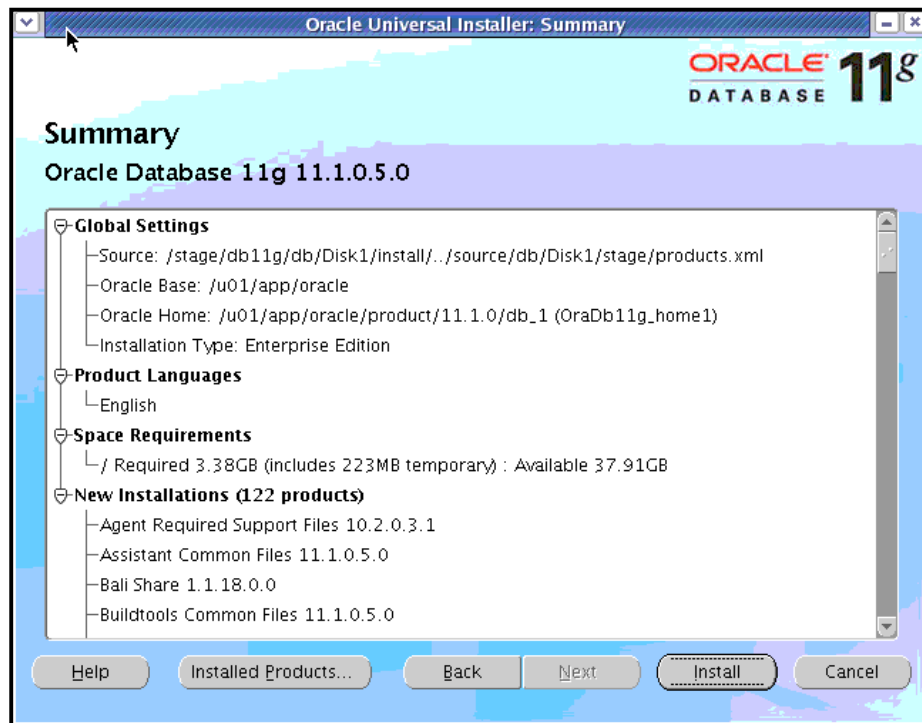 Oracle Universal Installer: Summary
ORACLE
DATABASE
11g
Summary
Oracle Database 11g 11.1.0.5.0
Global Settings
Source: /stage/db11g/db/Disk1/install/../source/db/Disk1/stage/products.xml
Oracle Base: /u01/app/oracle
Oracle Home: /u01/app/oracle/product/11.1.0/db_1 (OraDb11g_home1)
Installation Type: Enterprise Edition
Product Languages
English
Space Requirements
/ Required 3.38GB (includes 223MB temporary) : Available 37.91GB
New Installations (122 products)
Agent Required Support Files 10.2.0.3.1
Assistant Common Files 11.1.0.5.0
Bali Share 1.1.18.0.0
Buildtools Common Files 11.1.0.5.0
Help Installed Products... Back Next Install Cancel